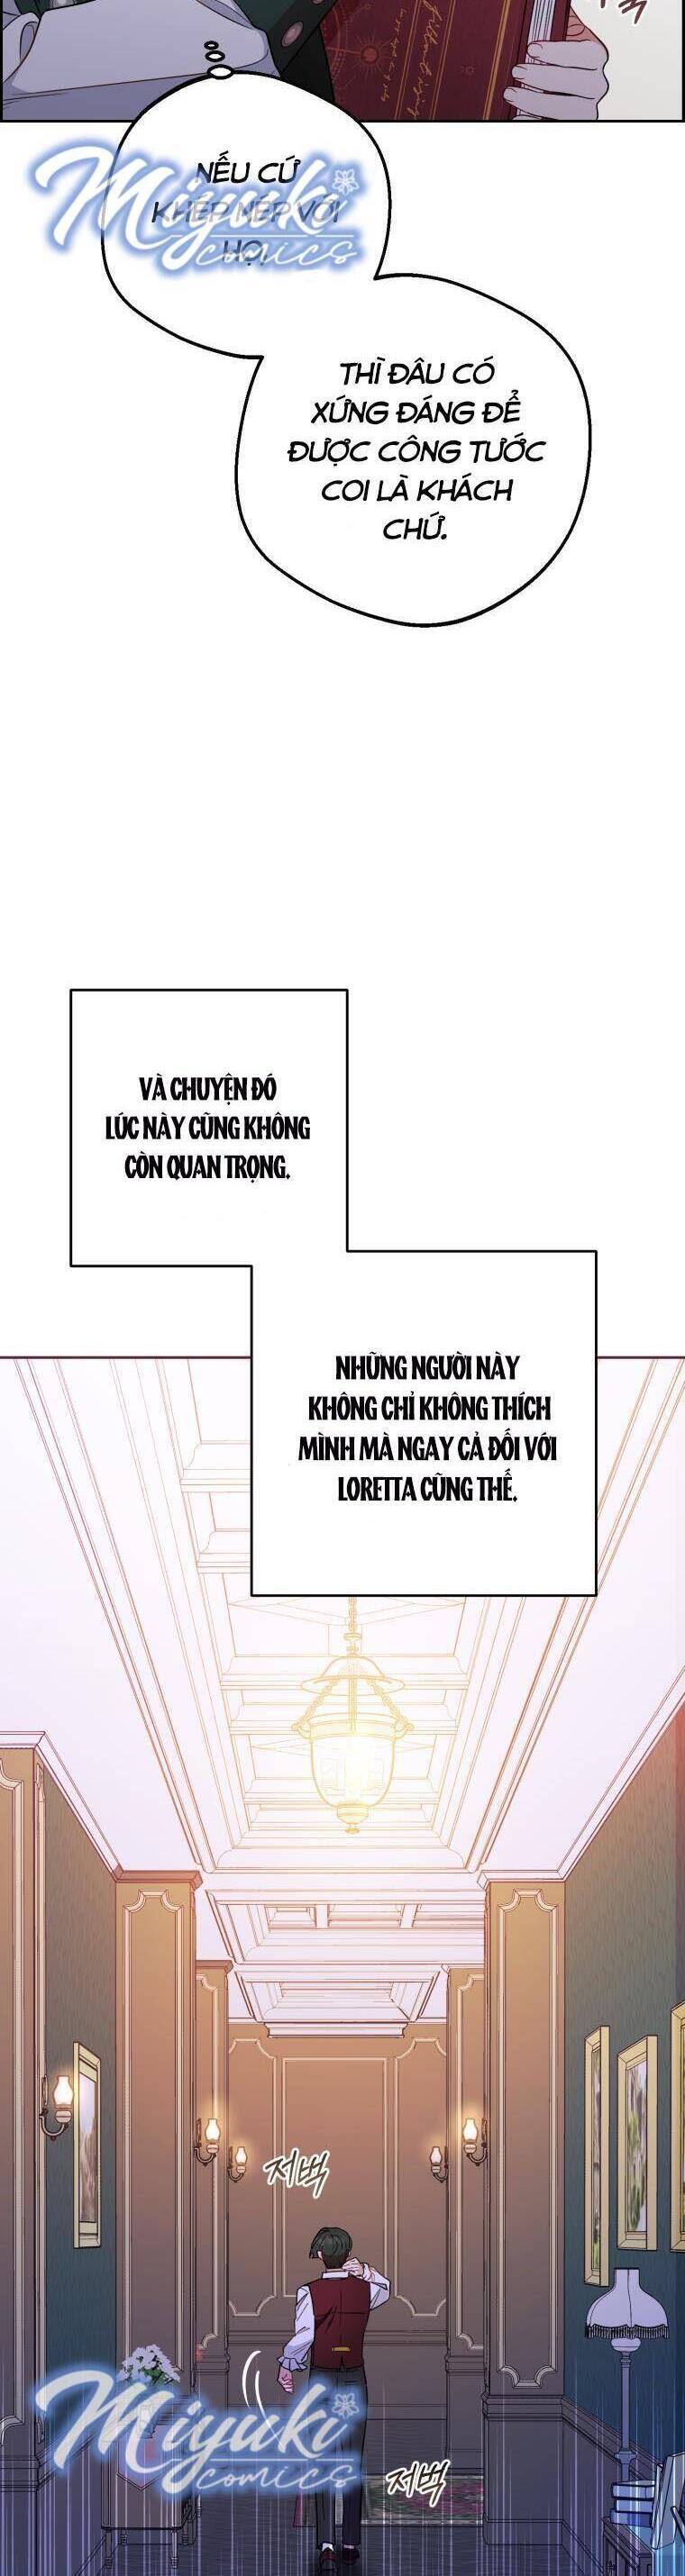 NẾU CỨ
KHÉP NÉP VỚI
HỌ,
Miyuki
comics
THÌ ĐÂU CÓ
XỨNG ĐÁNG ĐỂ
ĐƯỢC CÔNG TƯỚC
COI LÀ KHÁCH
CHỨ.
VÀ CHUYỆN ĐÓ
LÚC NÀY CŨNG KHÔNG
CÒN QUAN TRỌNG.
NHỮNG NGƯỜI NÀY
KHÔNG CHỈ KHÔNG THÍCH
MÌNH MÀ NGAY CẢ ĐỐI VỚI
LORETTA CŨNG THẾ.
저벅
Miyuki
comics
저벅